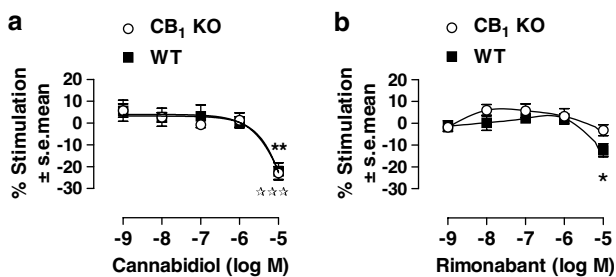 a
CB₁ KO
WT
% Stimulation
± s.e.mean
20
10
0
-10
-20
-30
**
☆☆☆
-9 -8 -7 -6 -5
Cannabidiol (log M)
b
CB₁ KO
WT
% Stimulation
± s.e.mean
20
10
0
-10
-20
-30
*
-9 -8 -7 -6 -5
Rimonabant (log M)